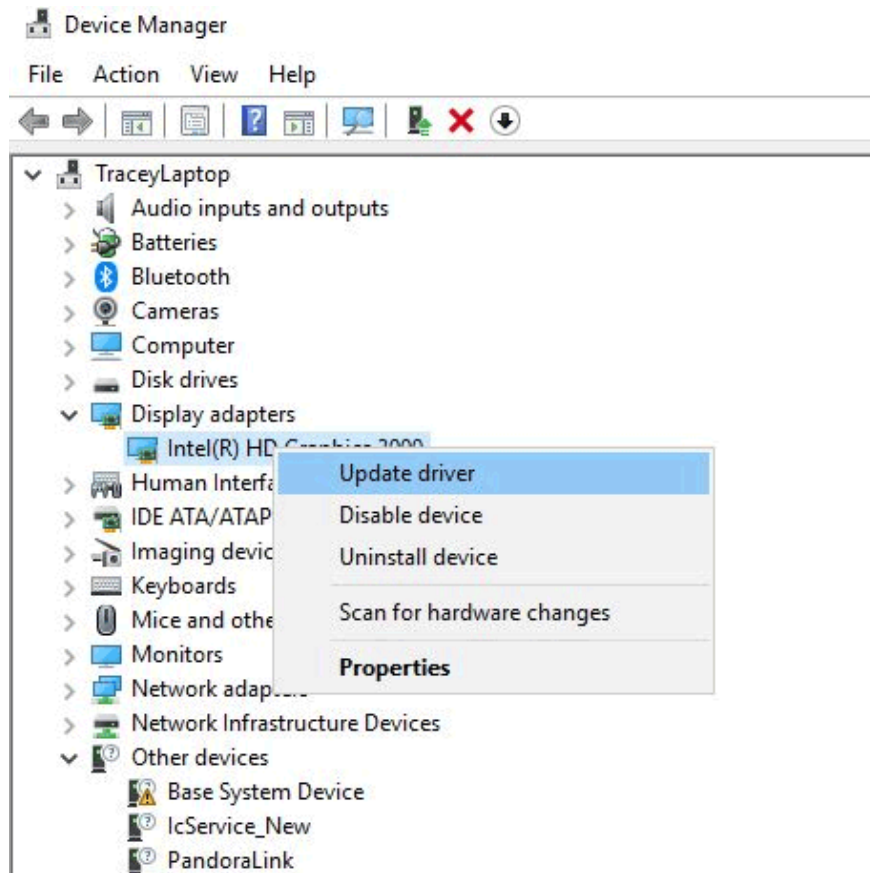 Device Manager
File Action View Help
TraceyLaptop
Audio inputs and outputs
Batteries
Bluetooth
Cameras
Computer
Disk drives
Display adapters
Intel(R) HD
Update driver
Human Interfa
Disable device
IDE ATA/ATAP
Uninstall device
Imaging devic
Keyboards
Scan for hardware changes
Mice and othe
Monitors
Properties
Network adap
Network Infrastructure Devices
Other devices
Base System Device
IcService_New
PandoraLink